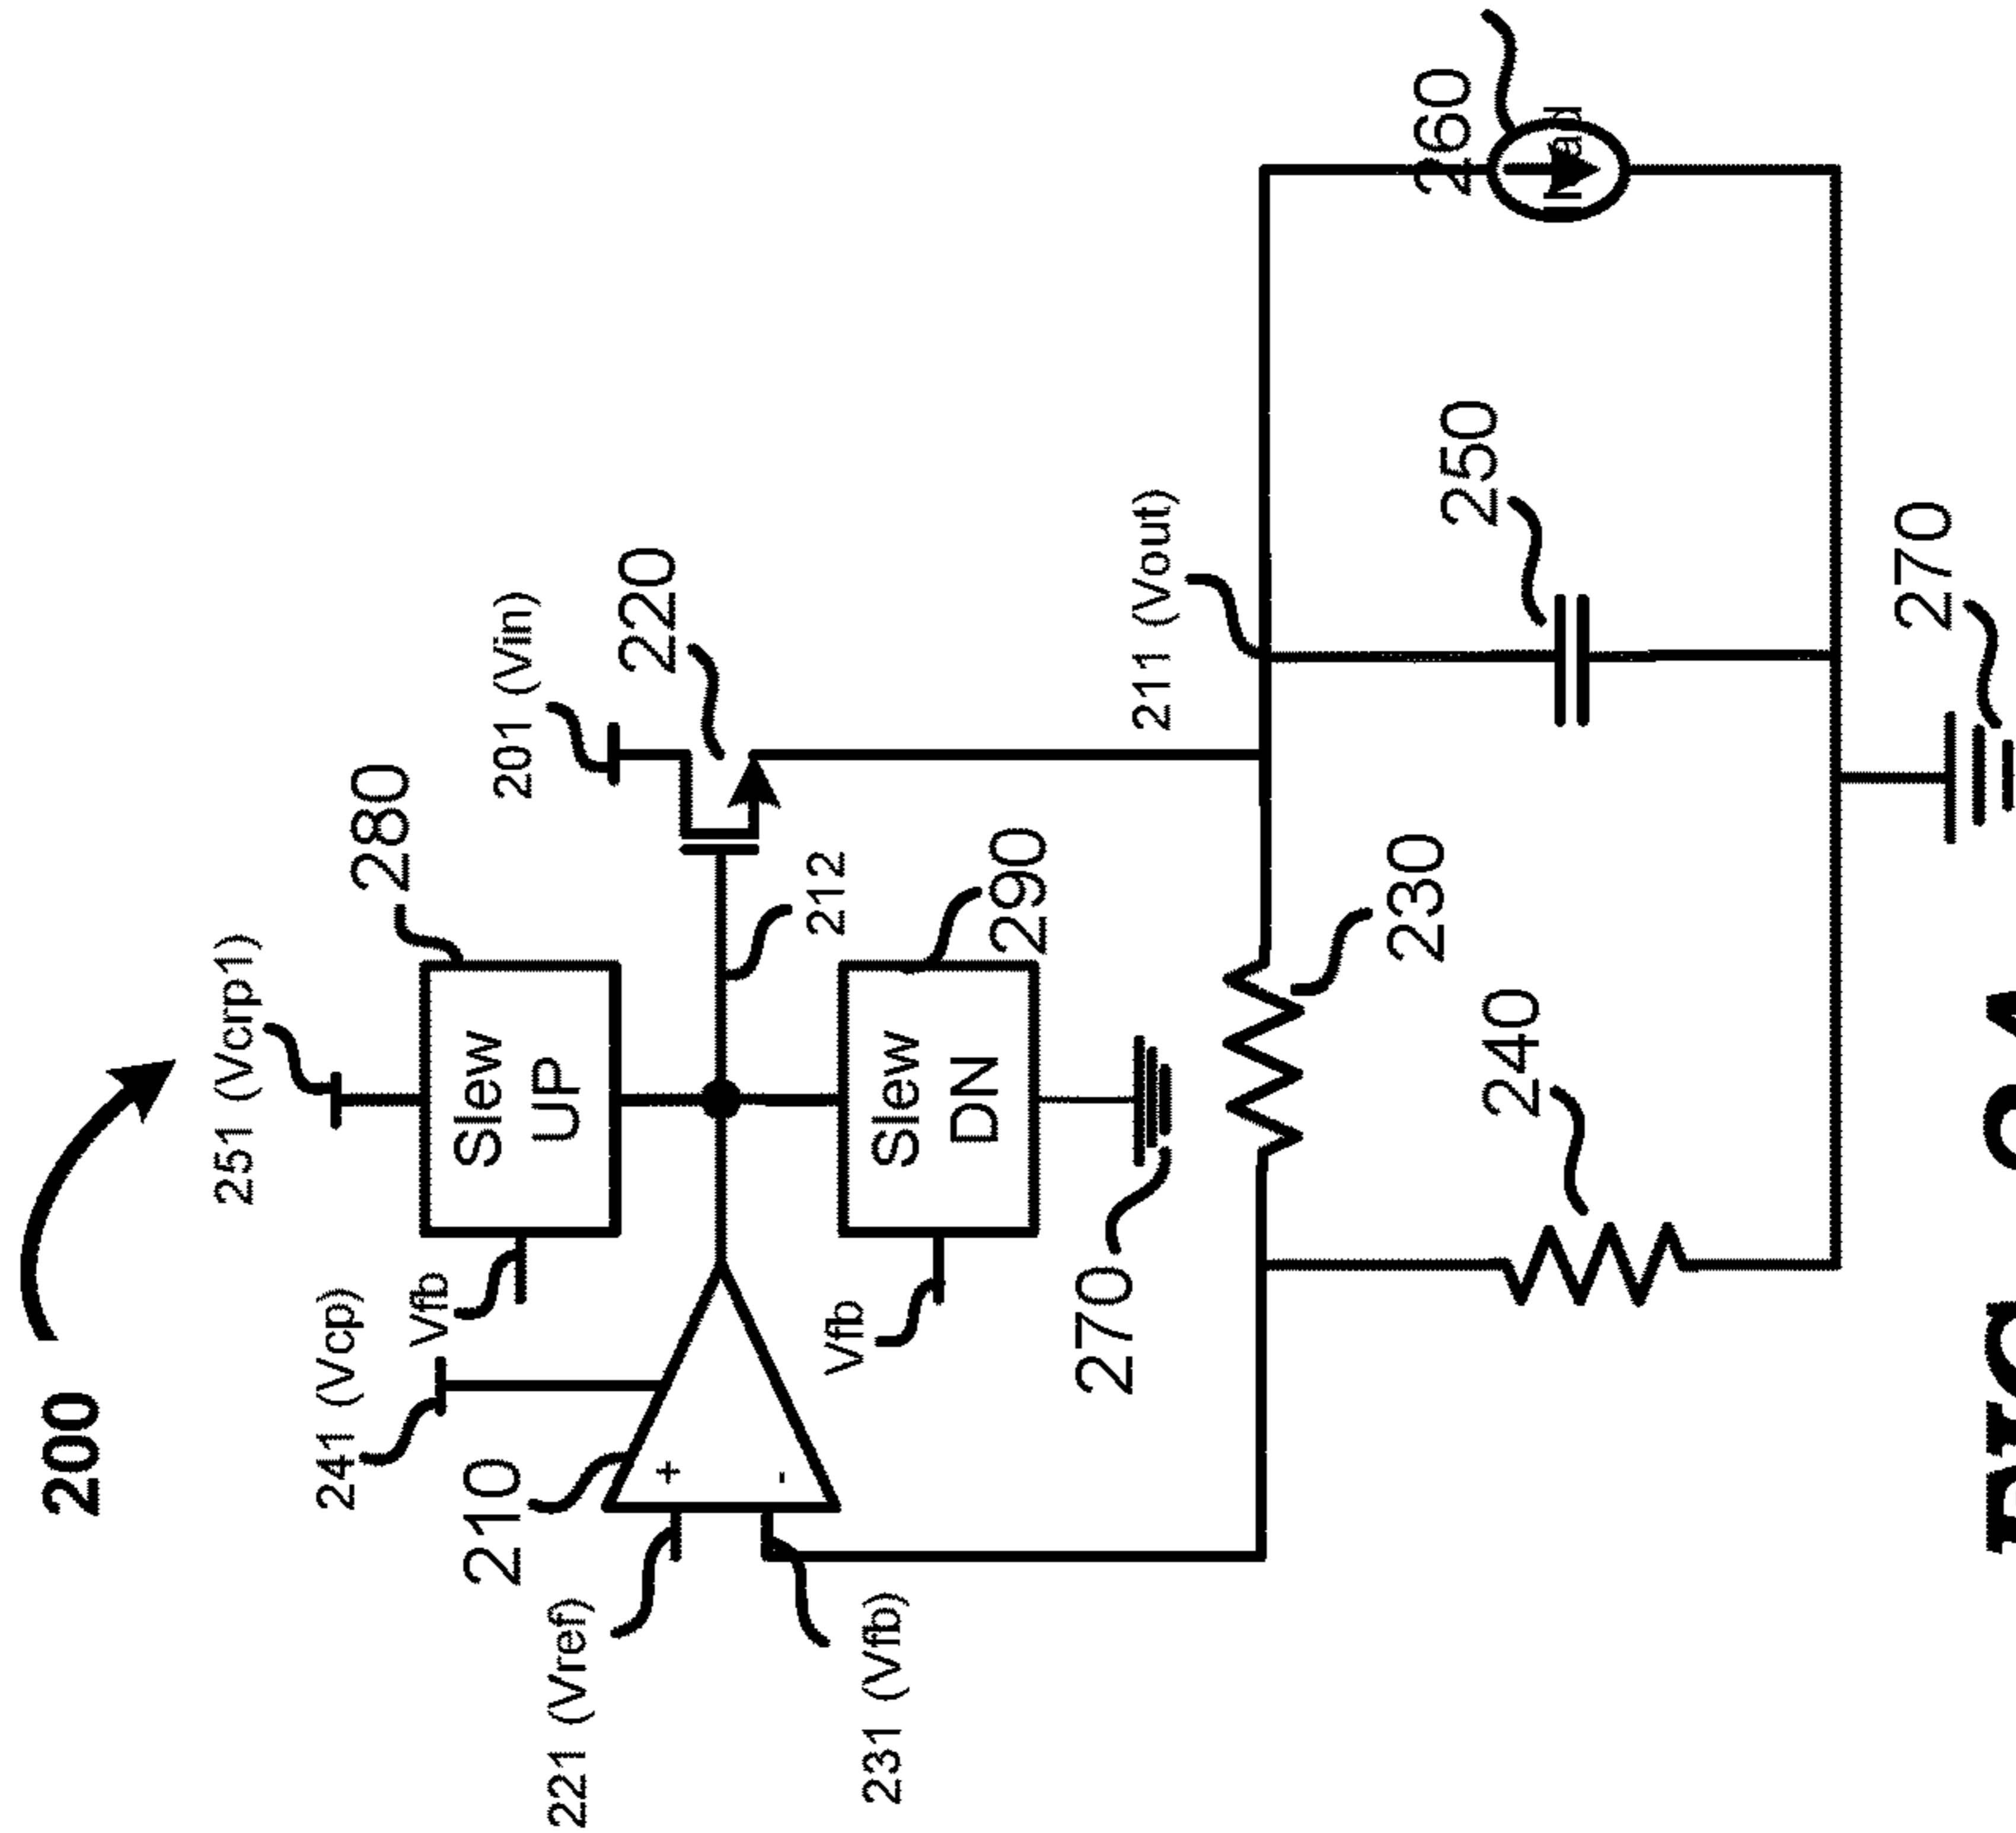 200
251 (Vcrp1)
241 (Vcp)
280
Slew
UP
Vfb
201 (Vin)
220
210
+
-
212
221 (Vref)
231 (Vfb)
290
Slew
DN
Vfb
270
211 (Vout)
230
240
250
260
270